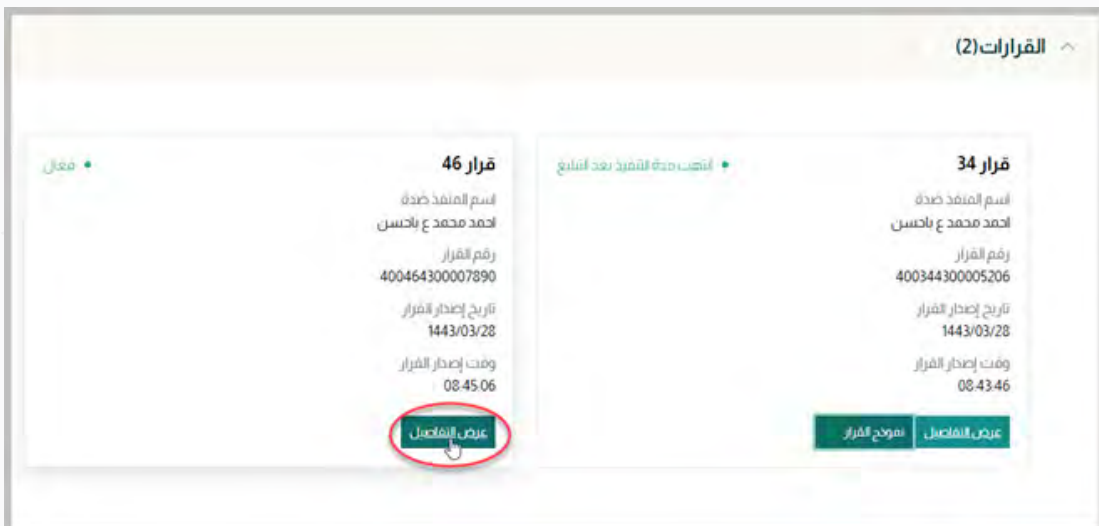 القرارات(2)
قرار 34
انتهت مدة التنفيذ بعد التبليغ
اسم المنفذ ضدة
احمد محمد ع باحسن
رقم القرار
400344300005206
تاريخ إصدار القرار
1443/03/28
وقت إصدار القرار
08:43:46
عرض التفاصيل
نموذج القرار
قرار 46
فعال
اسم المنفذ ضدة
احمد محمد ع باحسن
رقم القرار
400464300007890
تاريخ إصدار القرار
1443/03/28
وقت إصدار القرار
08:45:06
عرض التفاصيل